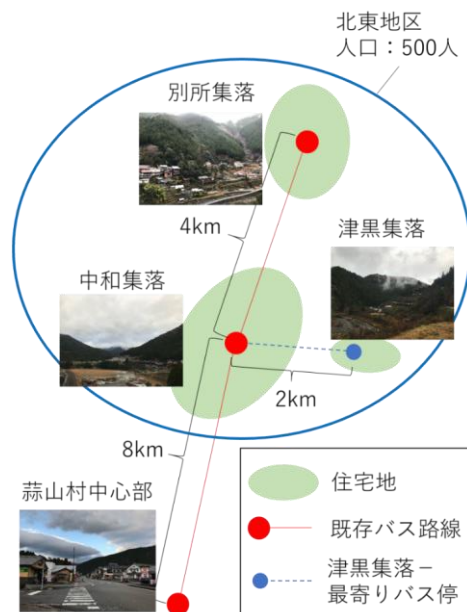 北東地区
人口：500人
別所集落
4km
津黒集落
中和集落
2km
8km
蒜山村中心部
住宅地
既存バス路線
津黒集落－
最寄りバス停